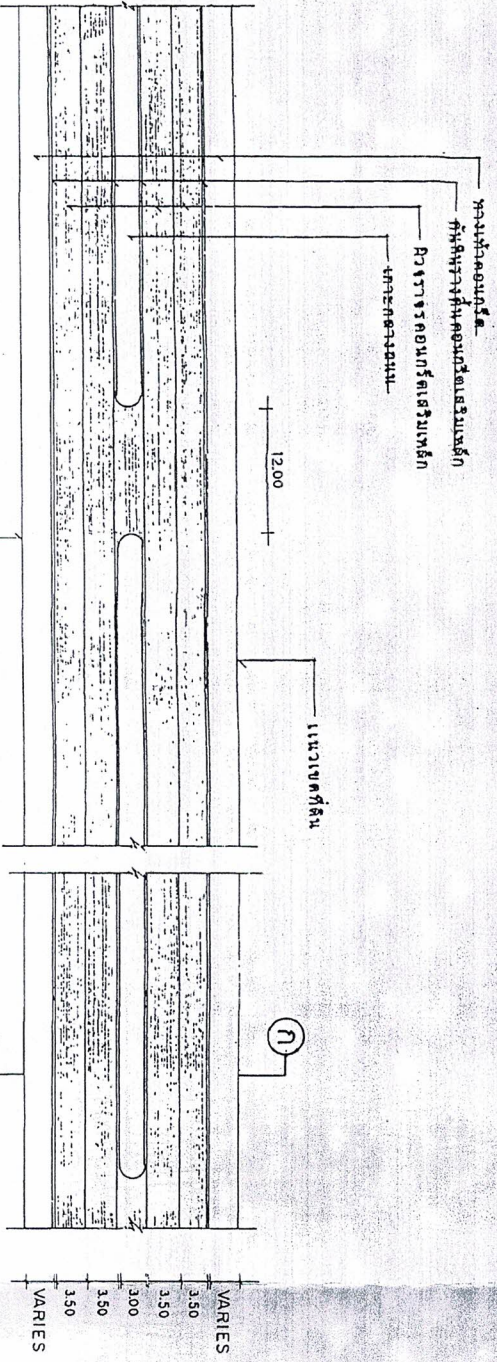 ทางเท้าคอนกรีต
คันหินรางตื้นคอนกรีตเสริมเหล็ก
ผิวจราจรคอนกรีตเสริมเหล็ก
เกาะกลางถนน
12.00
แนวเขตที่ดิน
ก
VARIES
3.50
3.50
3.00
3.50
3.50
VARIES